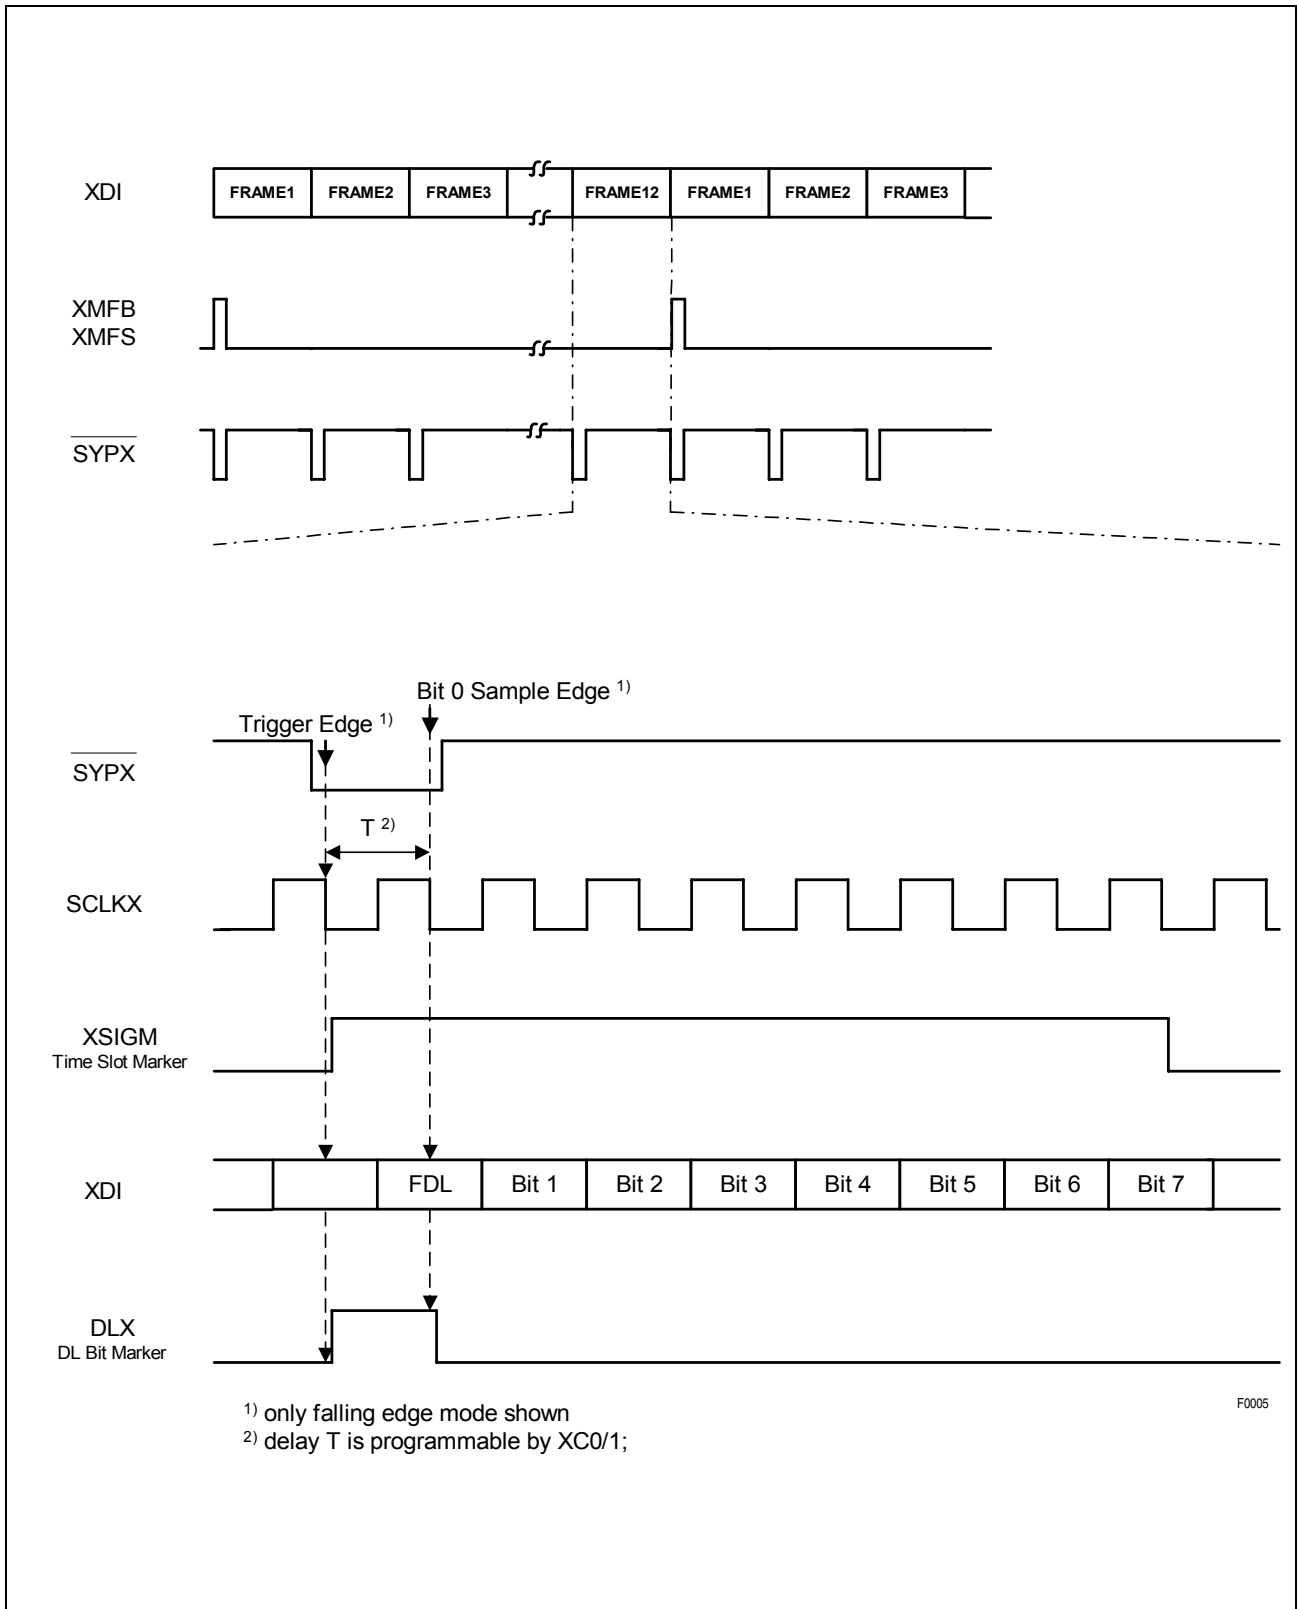 XDI
FRAME1 FRAME2 FRAME3 FRAME12 FRAME1 FRAME2 FRAME3
XMFB
XMFS
SYPX
Bit 0 Sample Edge 1)
Trigger Edge 1)
SYPX
T 2)
SCLKX
XSIGM
Time Slot Marker
XDI
FDL Bit 1 Bit 2 Bit 3 Bit 4 Bit 5 Bit 6 Bit 7
DLX
DL Bit Marker
1) only falling edge mode shown
2) delay T is programmable by XC0/1;
F0005